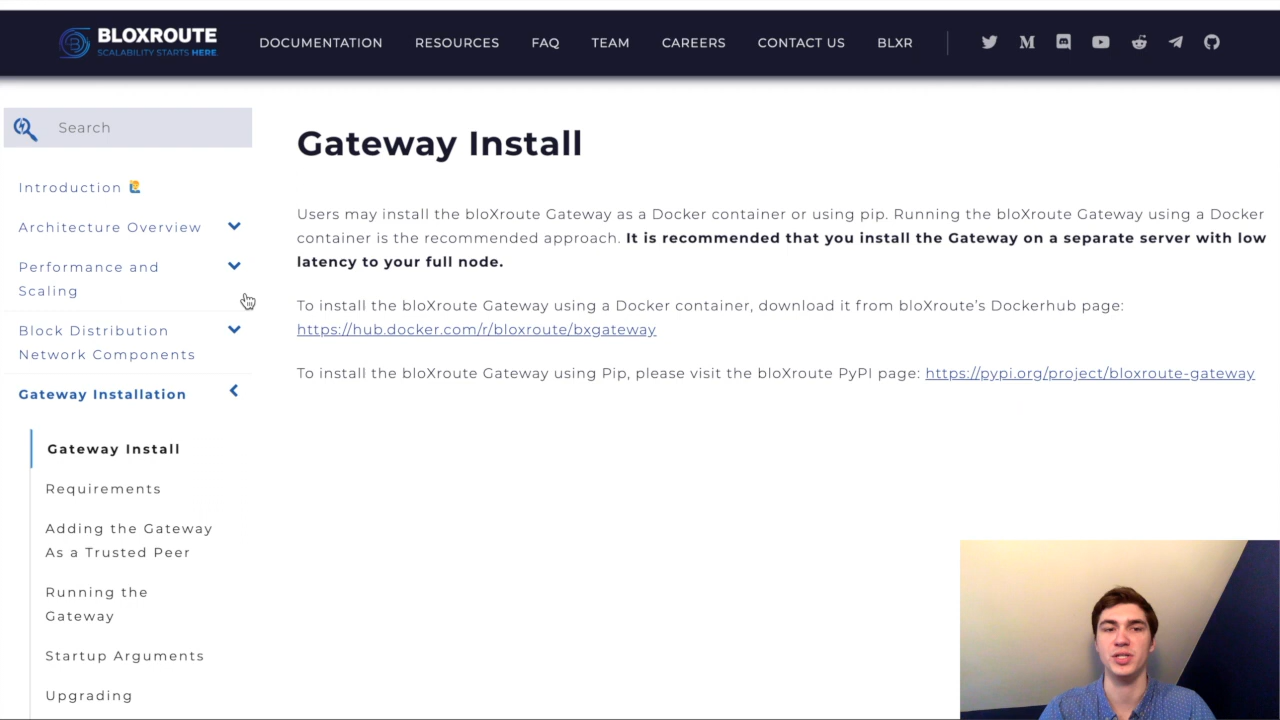 BLOXROUTE
SCALABILITY STARTS HERE
DOCUMENTATION RESOURCES FAQ TEAM CAREERS CONTACT US BLXR
Search
Introduction
Architecture Overview
Performance and
Scaling
Block Distribution
Network Components
Gateway Installation
Gateway Install
Requirements
Adding the Gateway
As a Trusted Peer
Running the
Gateway
Startup Arguments
Upgrading
Gateway Install
Users may install the bloXroute Gateway as a Docker container or using pip. Running the bloXroute Gateway using a Docker
container is the recommended approach. It is recommended that you install the Gateway on a separate server with low
latency to your full node.
To install the bloXroute Gateway using a Docker container, download it from bloXroute’s Dockerhub page:
https://hub.docker.com/r/bloxroute/bxgateway
To install the bloXroute Gateway using Pip, please visit the bloXroute PyPI page: https://pypi.org/project/bloxroute-gateway